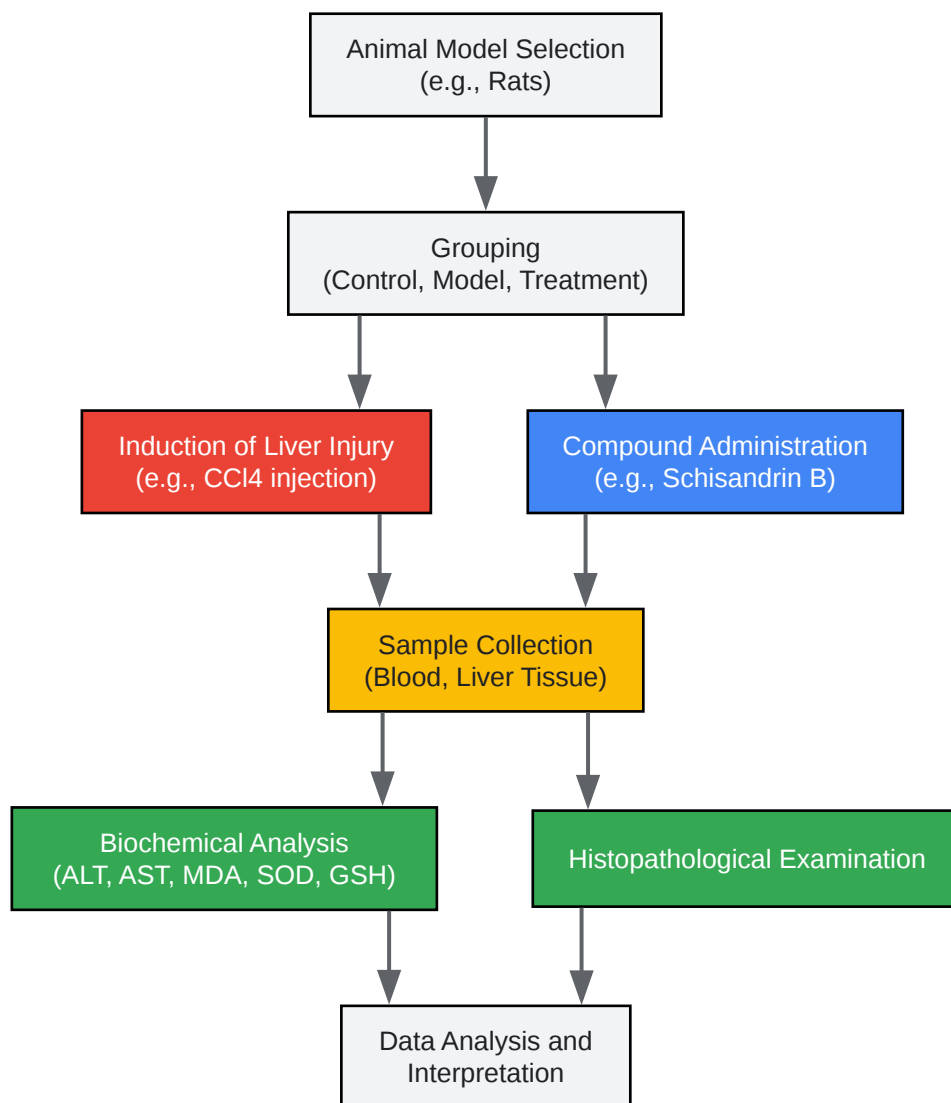 Animal Model Selection
(e.g., Rats)
Grouping
(Control, Model, Treatment)
Induction of Liver Injury
(e.g., CCl4 injection)
Compound Administration
(e.g., Schisandrin B)
Sample Collection
(Blood, Liver Tissue)
Biochemical Analysis
(ALT, AST, MDA, SOD, GSH)
Histopathological Examination
Data Analysis and
Interpretation